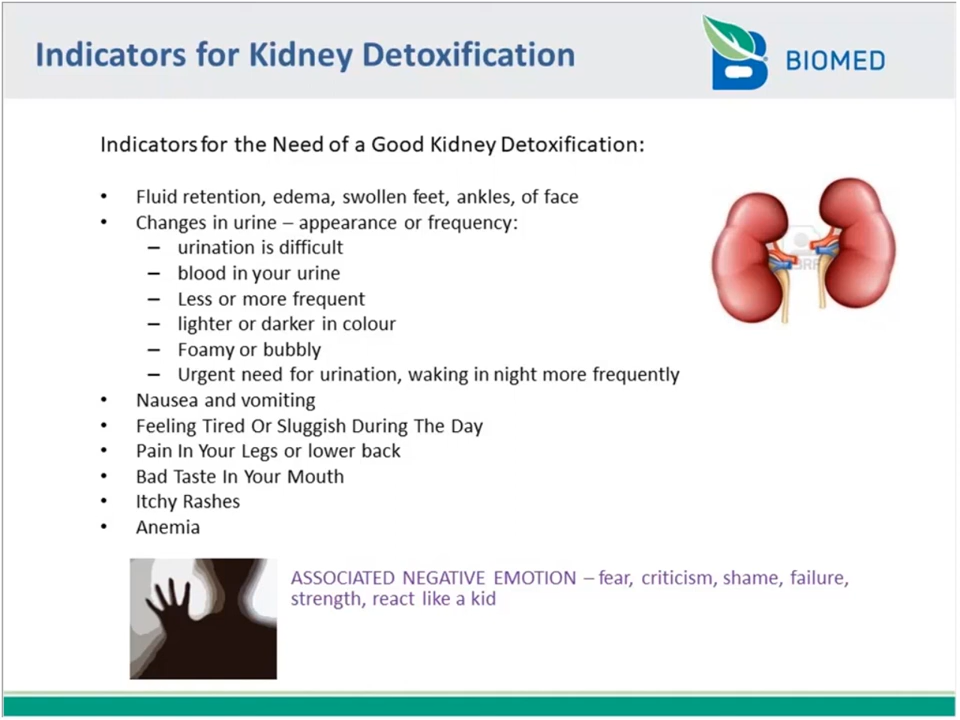 Indicators for Kidney Detoxification
BIOMED
Indicators for the Need of a Good Kidney Detoxification:
• Fluid retention, edema, swollen feet, ankles, of face
• Changes in urine – appearance or frequency:
– urination is difficult
– blood in your urine
– Less or more frequent
– lighter or darker in colour
– Foamy or bubbly
– Urgent need for urination, waking in night more frequently
• Nausea and vomiting
• Feeling Tired Or Sluggish During The Day
• Pain In Your Legs or lower back
• Bad Taste In Your Mouth
• Itchy Rashes
• Anemia
ASSOCIATED NEGATIVE EMOTION – fear, criticism, shame, failure,
strength, react like a kid